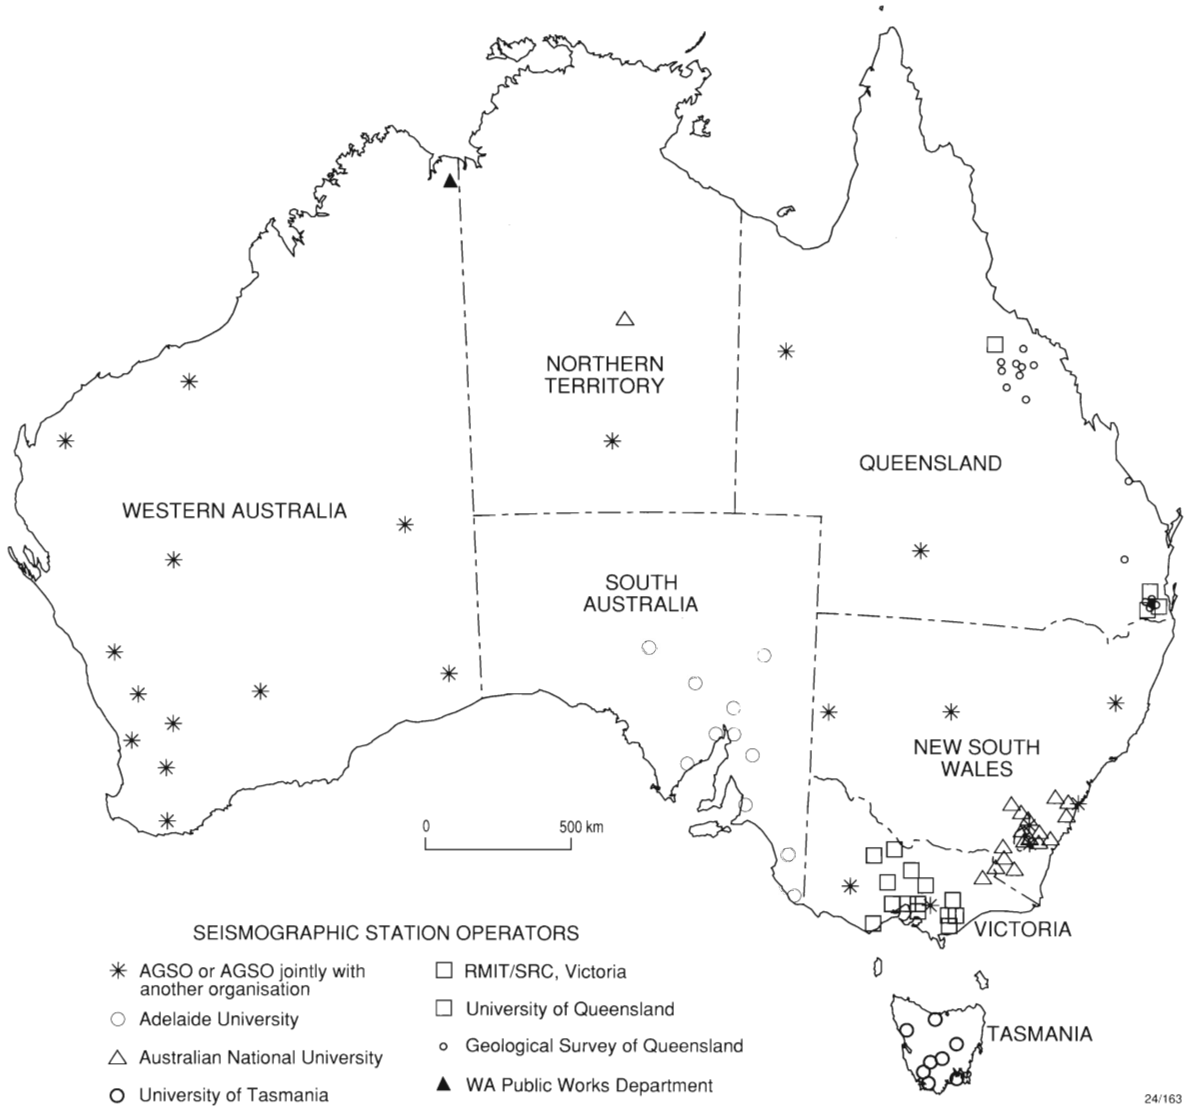 NORTHERN
TERRITORY
QUEENSLAND
WESTERN AUSTRALIA
SOUTH
AUSTRALIA
NEW SOUTH
WALES
0
500 km
VICTORIA
TASMANIA
SEISMOGRAPHIC STATION OPERATORS
AGSO or AGSO jointly with
another organisation
Adelaide University
Australian National University
University of Tasmania
RMIT/SRC, Victoria
University of Queensland
Geological Survey of Queensland
WA Public Works Department
24/163